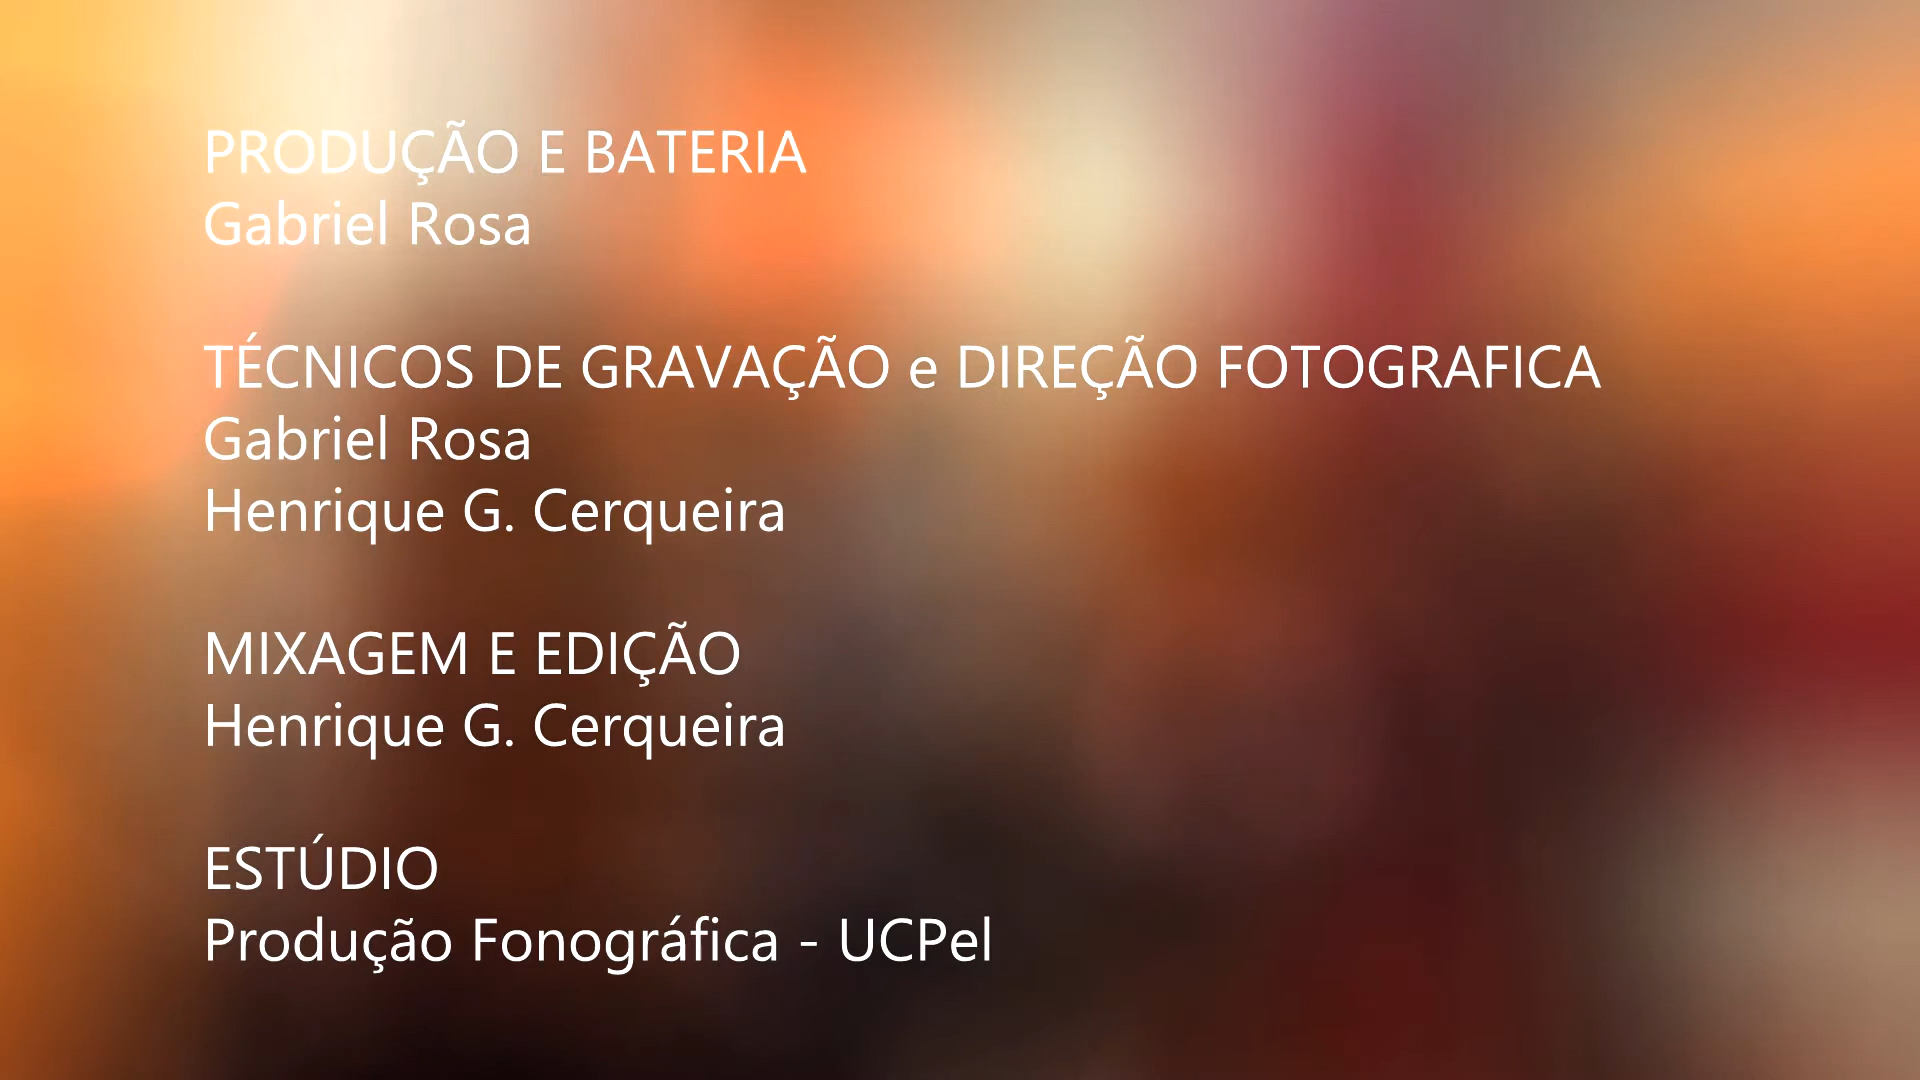 PRODUÇÃO E BATERIA
Gabriel Rosa
TÉCNICOS DE GRAVAÇÃO e DIREÇÃO FOTOGRAFICA
Gabriel Rosa
Henrique G. Cerqueira
MIXAGEM E EDIÇÃO
Henrique G. Cerqueira
ESTÚDIO
Produção Fonográfica - UCPel